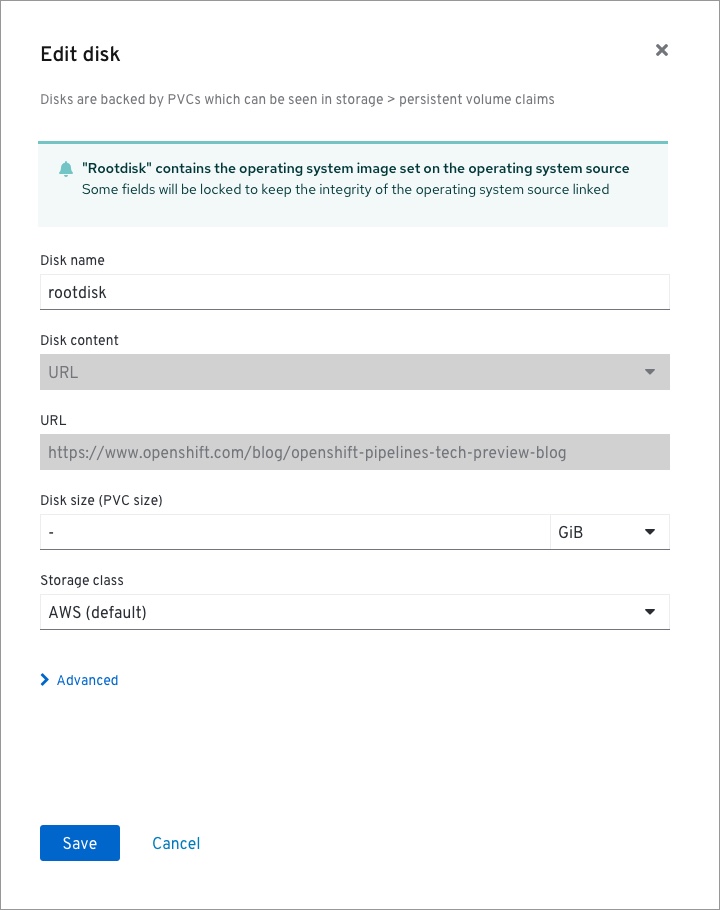 Edit disk
Disks are backed by PVCs which can be seen in storage > persistent volume claims
"Rootdisk" contains the operating system image set on the operating system source
Some fields will be locked to keep the integrity of the operating system source linked
Disk name
rootdisk
Disk content
URL
URL
https://www.openshift.com/blog/openshift-pipelines-tech-preview-blog
Disk size (PVC size)
- GiB
Storage class
AWS (default)
Advanced
Save Cancel